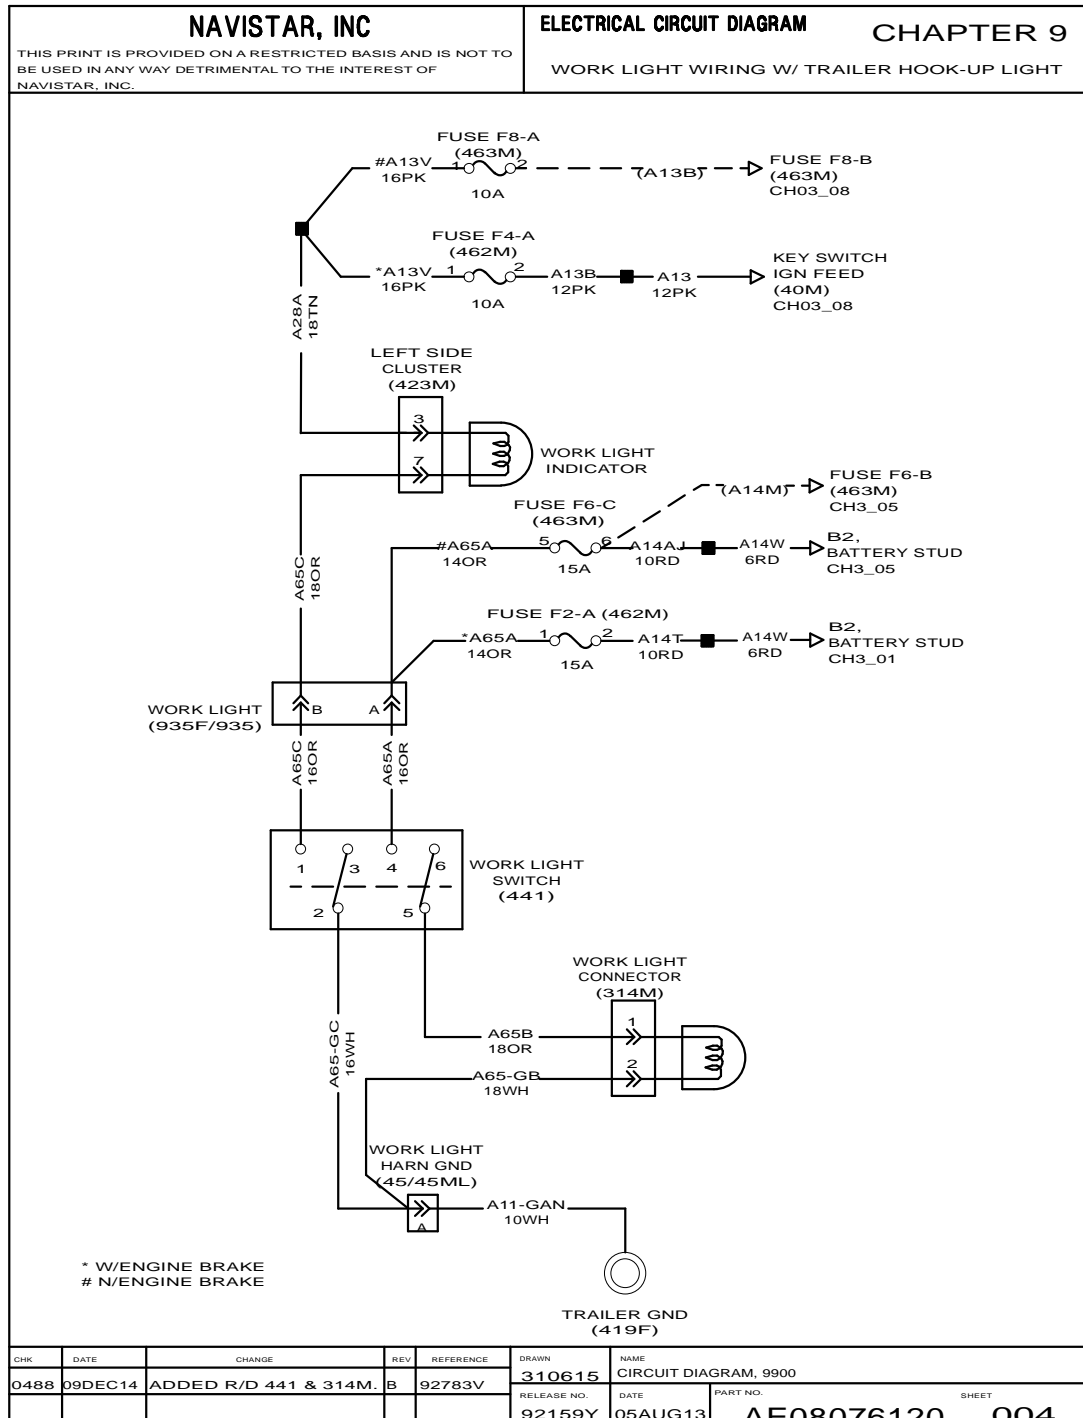 NAVISTAR, INC
THIS PRINT IS PROVIDED ON A RESTRICTED BASIS AND IS NOT TO
BE USED IN ANY WAY DETRIMENTAL TO THE INTEREST OF
NAVISTAR, INC.
ELECTRICAL CIRCUIT DIAGRAM
CHAPTER 9
WORK LIGHT WIRING W/ TRAILER HOOK-UP LIGHT
FUSE F8-A
(463M)
#A13V
16PK
1
2
10A
(A13B)
FUSE F8-B
(463M)
CH03_08
FUSE F4-A
(462M)
*A13V
16PK
1
2
10A
A13B
12PK
A13
12PK
KEY SWITCH
IGN FEED
(40M)
CH03_08
A28A
18TN
LEFT SIDE
CLUSTER
(423M)
3
7
WORK LIGHT
INDICATOR
(A14M)
FUSE F6-B
(463M)
CH3_05
FUSE F6-C
(463M)
#A65A
14OR
5
6
15A
A14AJ
10RD
A14W
6RD
B2,
BATTERY STUD
CH3_05
A65C
18OR
FUSE F2-A (462M)
*A65A
14OR
1
2
15A
A14T
10RD
A14W
6RD
B2,
BATTERY STUD
CH3_01
WORK LIGHT
(935F/935)
B
A
A65C
16OR
A65A
16OR
1
3
4
6
2
5
WORK LIGHT
SWITCH
(441)
WORK LIGHT
CONNECTOR
(314M)
1
2
A65B
18OR
A65-GB
18WH
A65-GC
16WH
WORK LIGHT
HARN GND
(45/45ML)
A
A11-GAN
10WH
TRAILER GND
(419F)
* W/ENGINE BRAKE
# N/ENGINE BRAKE
CHK DATE CHANGE REV REFERENCE
0488 09DEC14 ADDED R/D 441 & 314M. B 92783V
DRAWN
310615
NAME
CIRCUIT DIAGRAM, 9900
RELEASE NO.
92159Y
DATE
05AUG13
PART NO.
AE08076120
SHEET
004